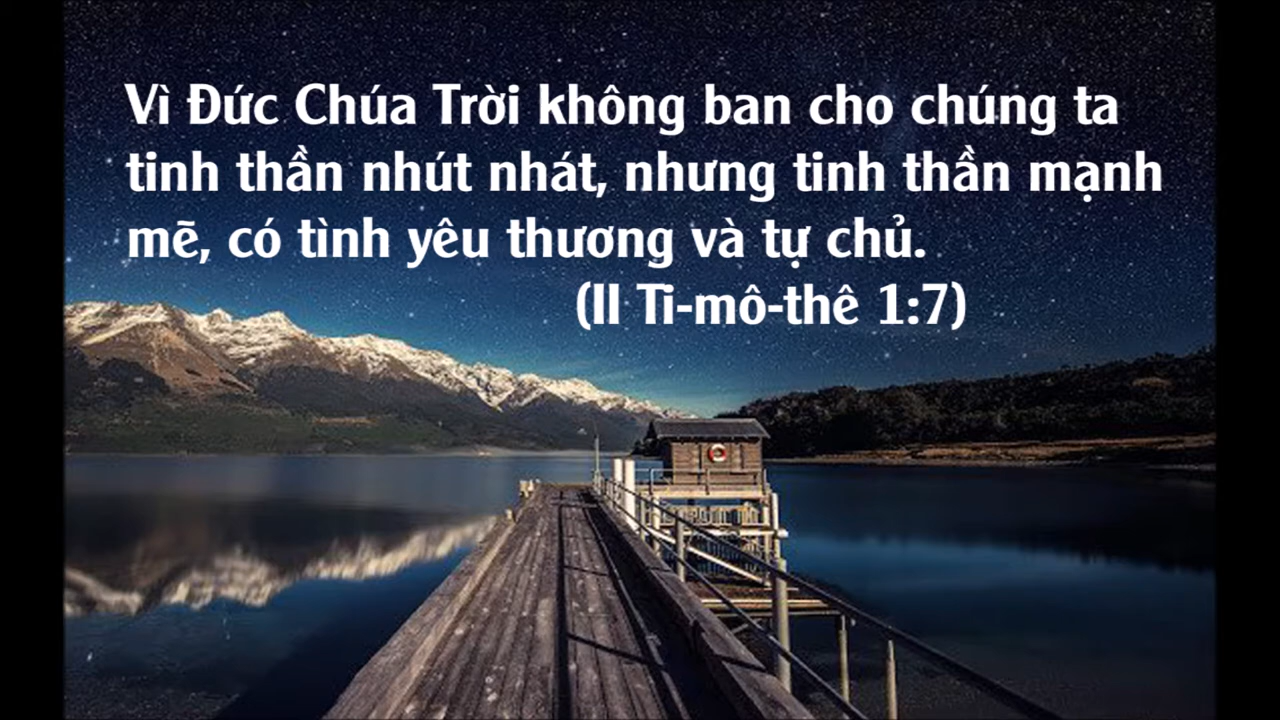 Vì Đức Chúa Trời không ban cho chúng ta
tinh thần nhút nhát, nhưng tinh thần mạnh
mẽ, có tình yêu thương và tự chủ.
(II Ti-mô-thê 1:7)